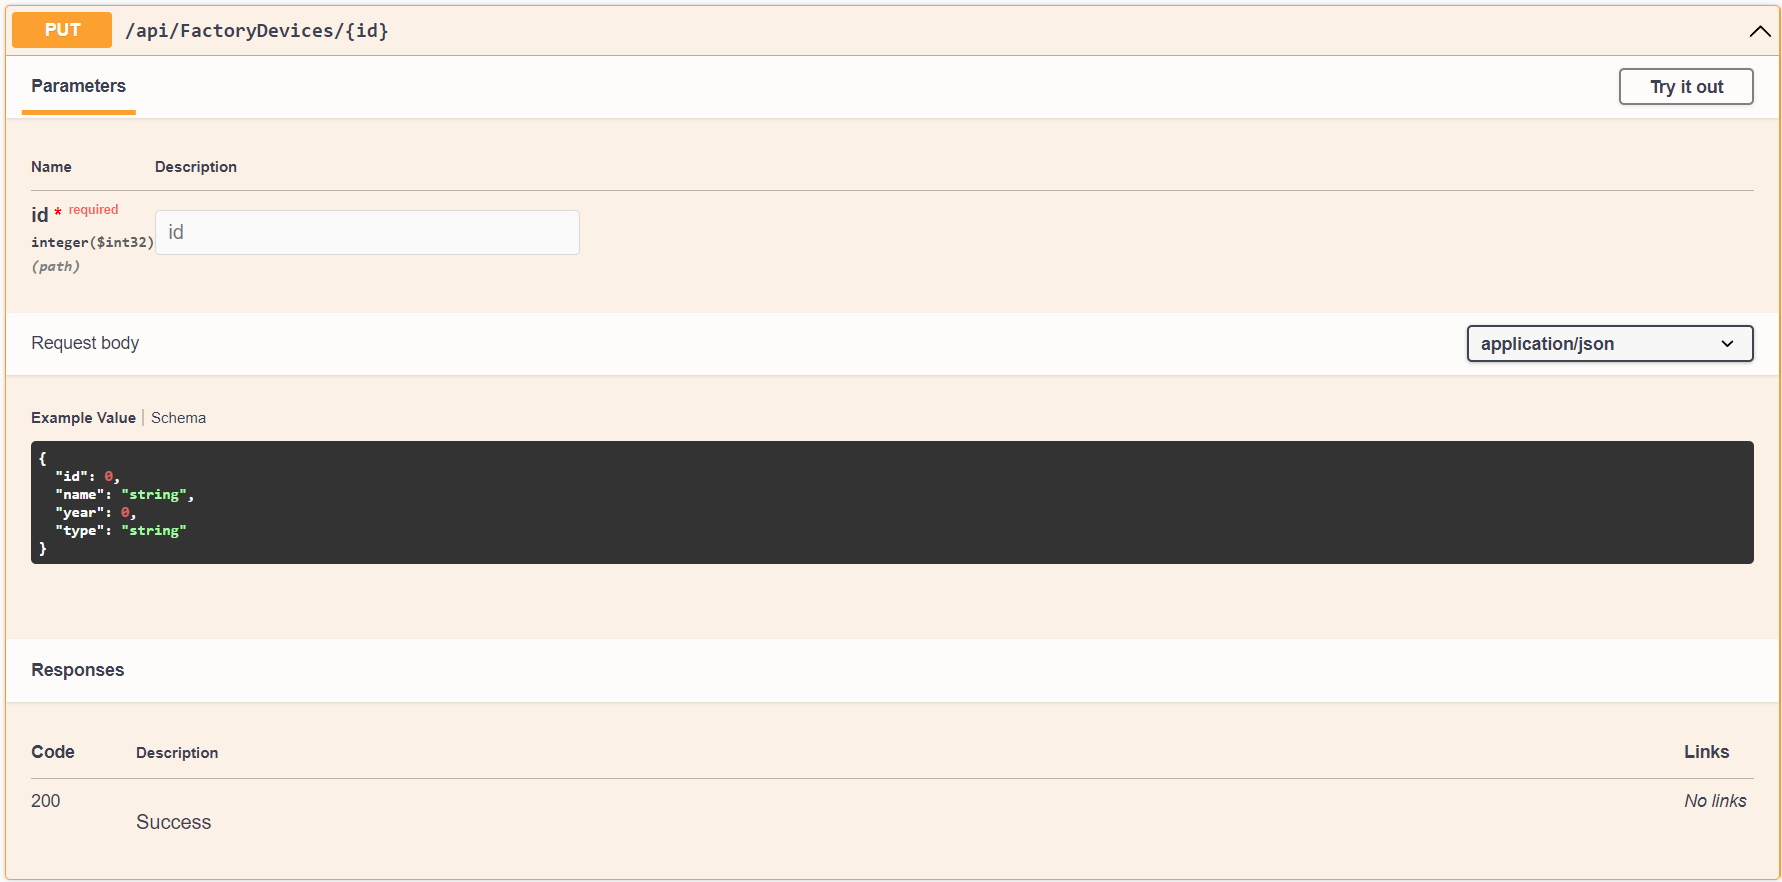 PUT /api/FactoryDevices/{id}
Parameters
Try it out
Name Description
id * required
integer($int32)
(path)
id
Request body
application/json
Example Value Schema
{
  "id": 0,
  "name": "string",
  "year": 0,
  "type": "string"
}
Responses
Code Description Links
200 No links
Success